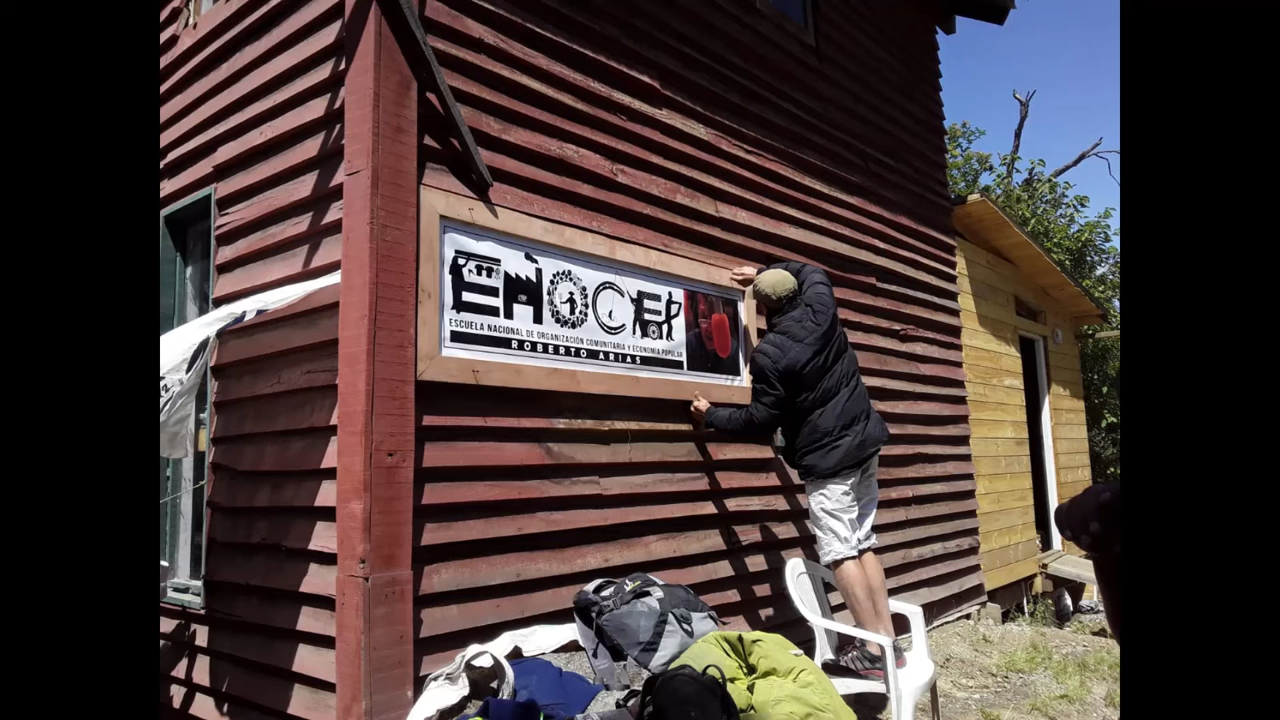 ENOCEP
ESCUELA NACIONAL DE ORGANIZACIÓN COMUNITARIA Y ECONOMÍA POPULAR
ROBERTO ARIAS